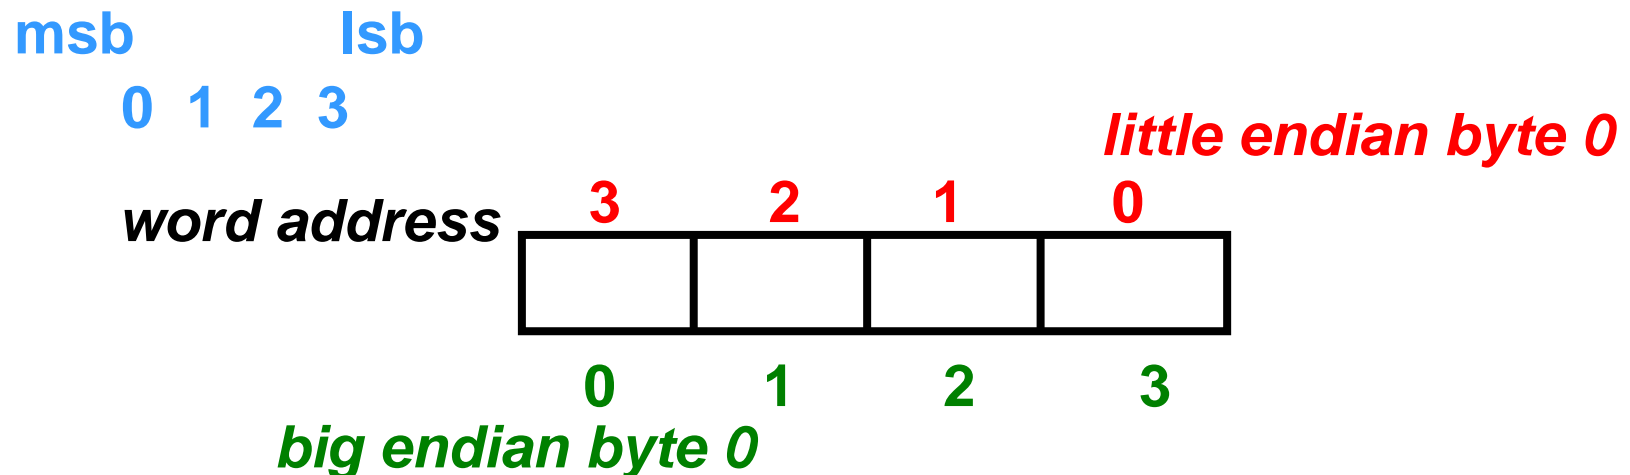 msb lsb
0 1 2 3
little endian byte 0
word address 3 2 1 0
0 1 2 3
big endian byte 0